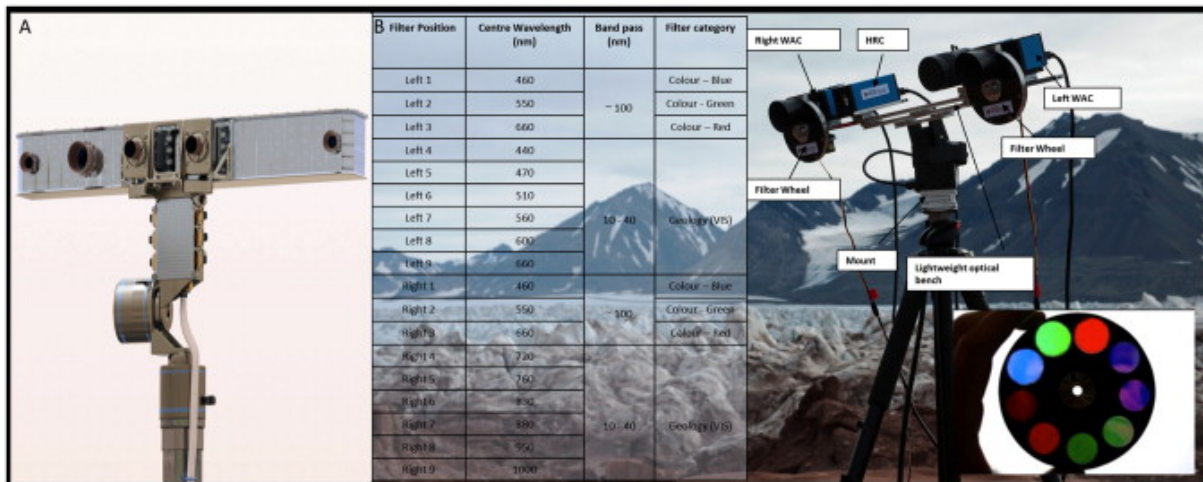 A
B
Filter Position Centre Wavelength (nm) Band pass (nm) Filter category
Left 1 460 ~100 Colour – Blue
Left 2 550 Colour - Green
Left 3 660 Colour – Red
Left 4 440 10 - 40 Geology (VIS)
Left 5 470
Left 6 510
Left 7 560
Left 8 600
Left 9 660
Right 1 460 ~100 Colour – Blue
Right 2 550 Colour - Green
Right 3 660 Colour – Red
Right 4 720 10 - 40 Geology (VIS)
Right 5 760
Right 6
Right 7 880
Right 8 950
Right 9 1000
Right WAC
HRC
Left WAC
Filter Wheel
Filter Wheel
Mount
Lightweight optical
bench